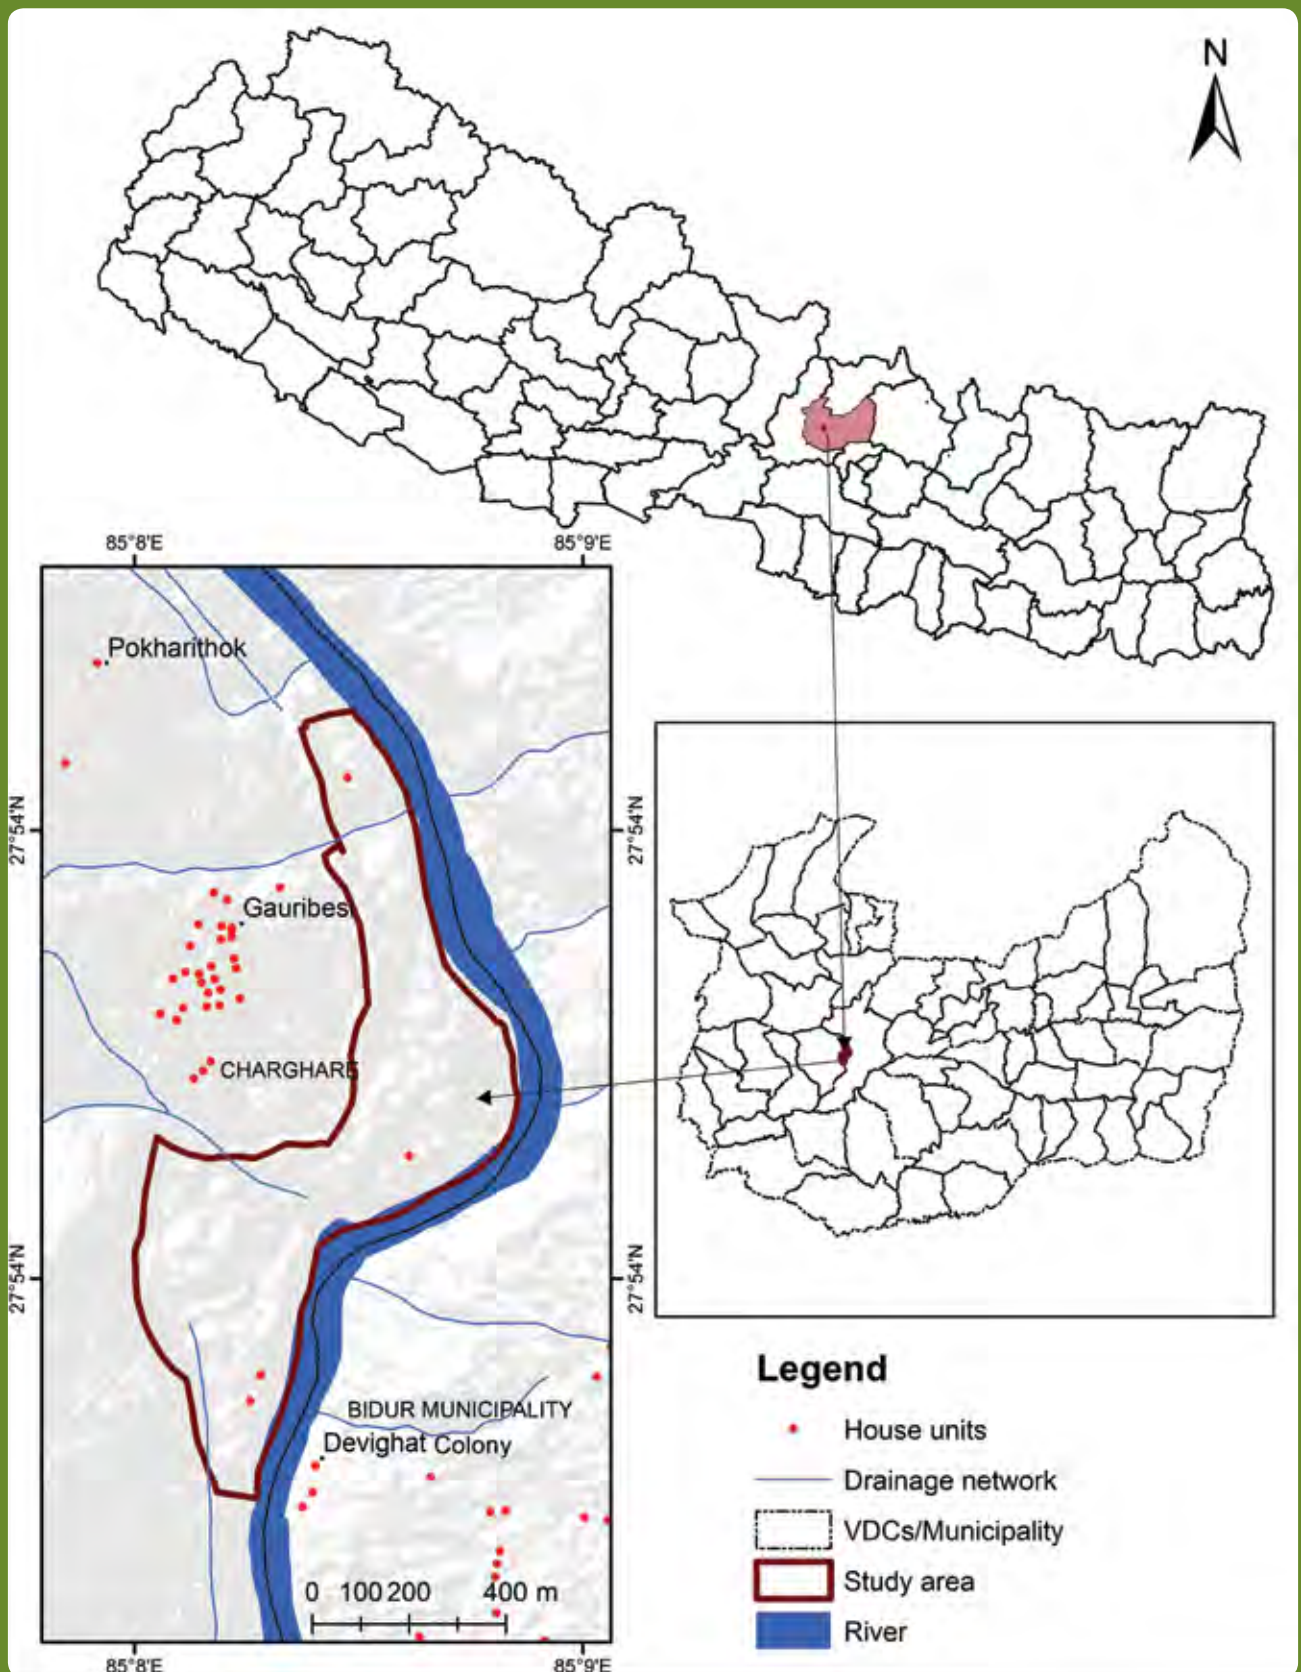 N
85°8'E
85°9'E
Pokharithok
27°54'N
27°54'N
Gauribesi
CHARGHARE
27°54'N
27°54'N
BIDUR MUNICIPALITY
Devighat Colony
0 100 200 400 m
85°8'E
85°9'E
Legend
House units
Drainage network
VDCs/Municipality
Study area
River